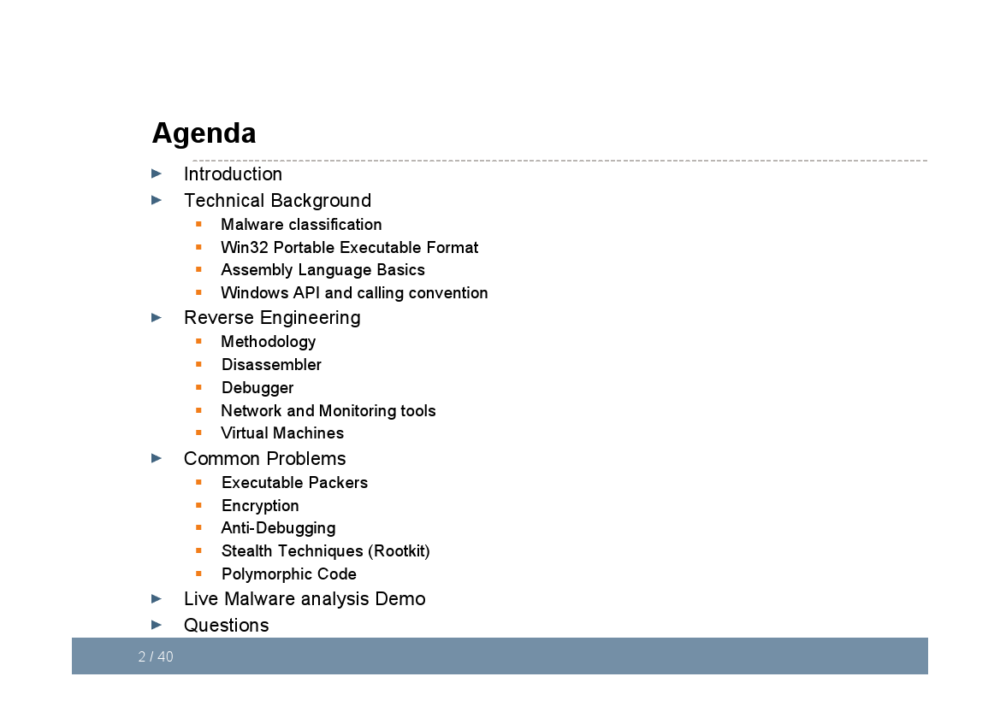 Agenda
Introduction
Technical Background
Malware classification
Win32 Portable Executable Format
Assembly Language Basics
Windows API and calling convention
Reverse Engineering
Methodology
Disassembler
Debugger
Network and Monitoring tools
Virtual Machines
Common Problems
Executable Packers
Encryption
Anti-Debugging
Stealth Techniques (Rootkit)
Polymorphic Code
Live Malware analysis Demo
Questions
2 / 40